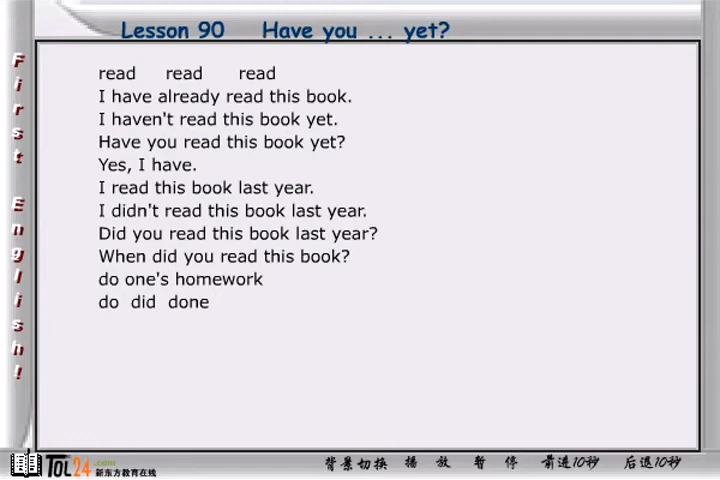 Lesson 90 Have you ... yet?
First English!
read read read
I have already read this book.
I haven't read this book yet.
Have you read this book yet?
Yes, I have.
I read this book last year.
I didn't read this book last year.
Did you read this book last year?
When did you read this book?
do one's homework
do did done
TOL24.com
新东方教育在线
背景切换 播放 暂停 前进10秒 后退10秒